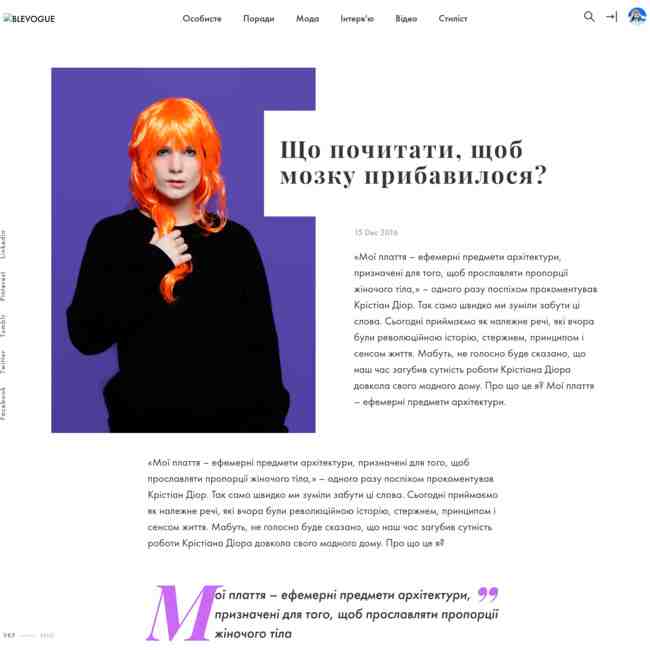 BLEVOGUE
Особисте Поради Мода Інтерв'ю Відео Стиліст
Що почитати, щоб
мозку прибавилося?
15 Dec 2016
«Мої плаття – ефемерні предмети архітектури,
призначені для того, щоб прославляти пропорції
жіночого тіла,» – одного разу поспіхом прокоментував
Крістіан Діор. Так само швидко ми зуміли забути ці
слова. Сьогодні приймаємо як належне речі, які вчора
були революційною історію, стержнем, принципом і
сенсом життя. Мабуть, не голосно буде сказано, що
наш час загубив сутність роботи Крістіана Діора
довкола свого модного дому. Про що це я? Мої плаття
– ефемерні предмети архітектури.
Linkedin
Pinterest
Tumblr
Twitter
Facebook
«Мої плаття – ефемерні предмети архітектури, призначені для того, щоб
прославляти пропорції жіночого тіла,» – одного разу поспіхом прокоментував
Крістіан Діор. Так само швидко ми зуміли забути ці слова. Сьогодні приймаємо
як належне речі, які вчора були революційною історію, стержнем, принципом і
сенсом життя. Мабуть, не голосно буде сказано, що наш час загубив сутність
роботи Крістіана Діора довкола свого модного дому. Про що це я?
Мої плаття – ефемерні предмети архітектури, ”
призначені для того, щоб прославляти пропорції
жіночого тіла
УКР